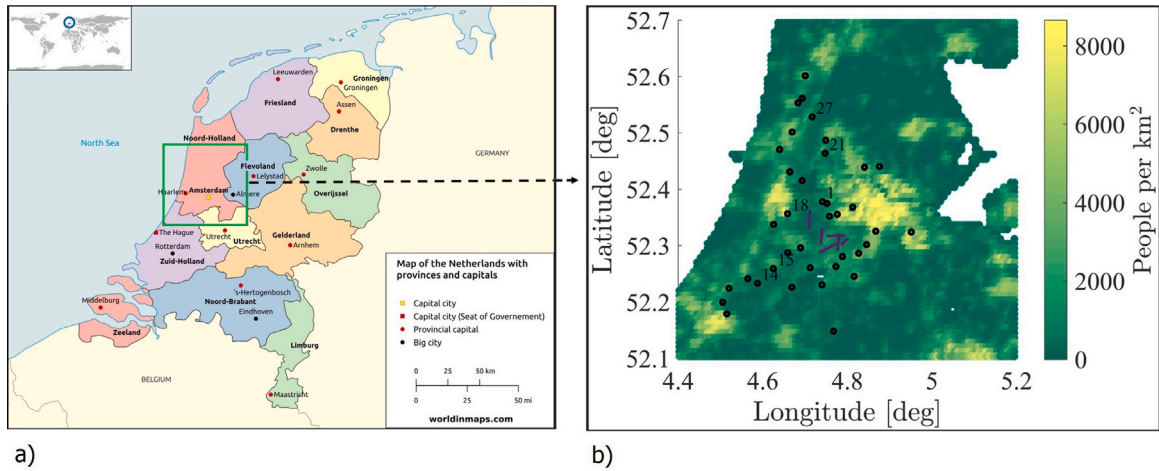 Leeuwarden
Groningen
Groningen
Friesland
Assen
Drenthe
North Sea
Noord-Holland
GERMANY
Flevoland
Zwolle
Lelystad
Haarlem
Amsterdam
Almere
Overijssel
The Hague
Utrecht
Utrecht
Gelderland
Arnhem
Rotterdam
Zuid-Holland
's-Hertogenbosch
Noord-Brabant
Eindhoven
Middelburg
Zeeland
Limburg
BELGIUM
Maastricht
Map of the Netherlands with
provinces and capitals
Capital city
Capital city (Seat of Governement)
Provincial capital
Big city
0 25 50 km
0 25 50 mi
worldinmaps.com
a)
52.7
52.6
52.5
52.4
52.3
52.2
52.1
Latitude [deg]
27
21
1
18
15
14
4.4 4.6 4.8 5 5.2
Longitude [deg]
8000
6000
4000
2000
0
People per km²
b)